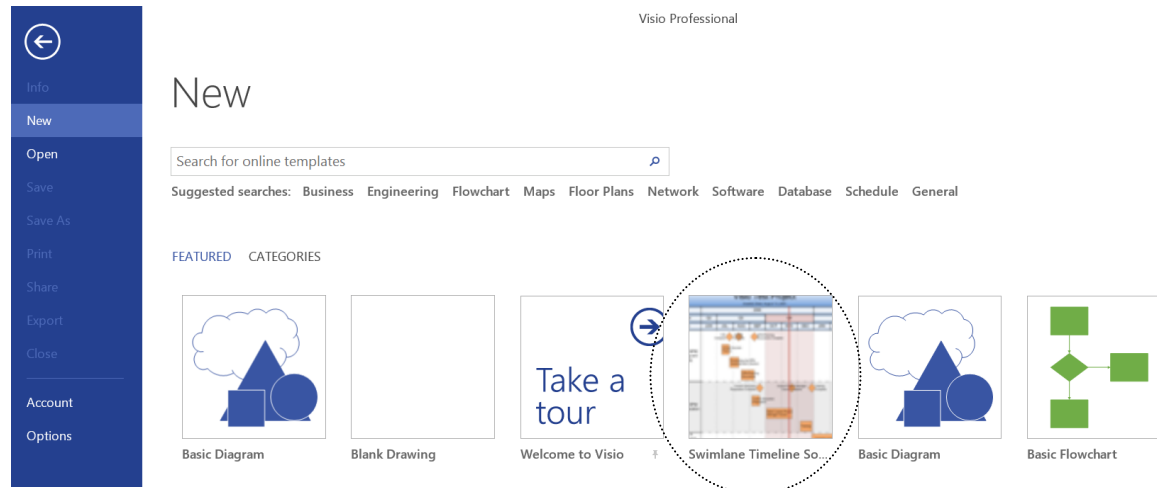 Visio Professional
Info
New
Open
Save
Save As
Print
Share
Export
Close
Account
Options
New
Search for online templates
Suggested searches: Business Engineering Flowchart Maps Floor Plans Network Software Database Schedule General
FEATURED CATEGORIES
Take a
tour
Basic Diagram Blank Drawing Welcome to Visio Swimlane Timeline So... Basic Diagram Basic Flowchart